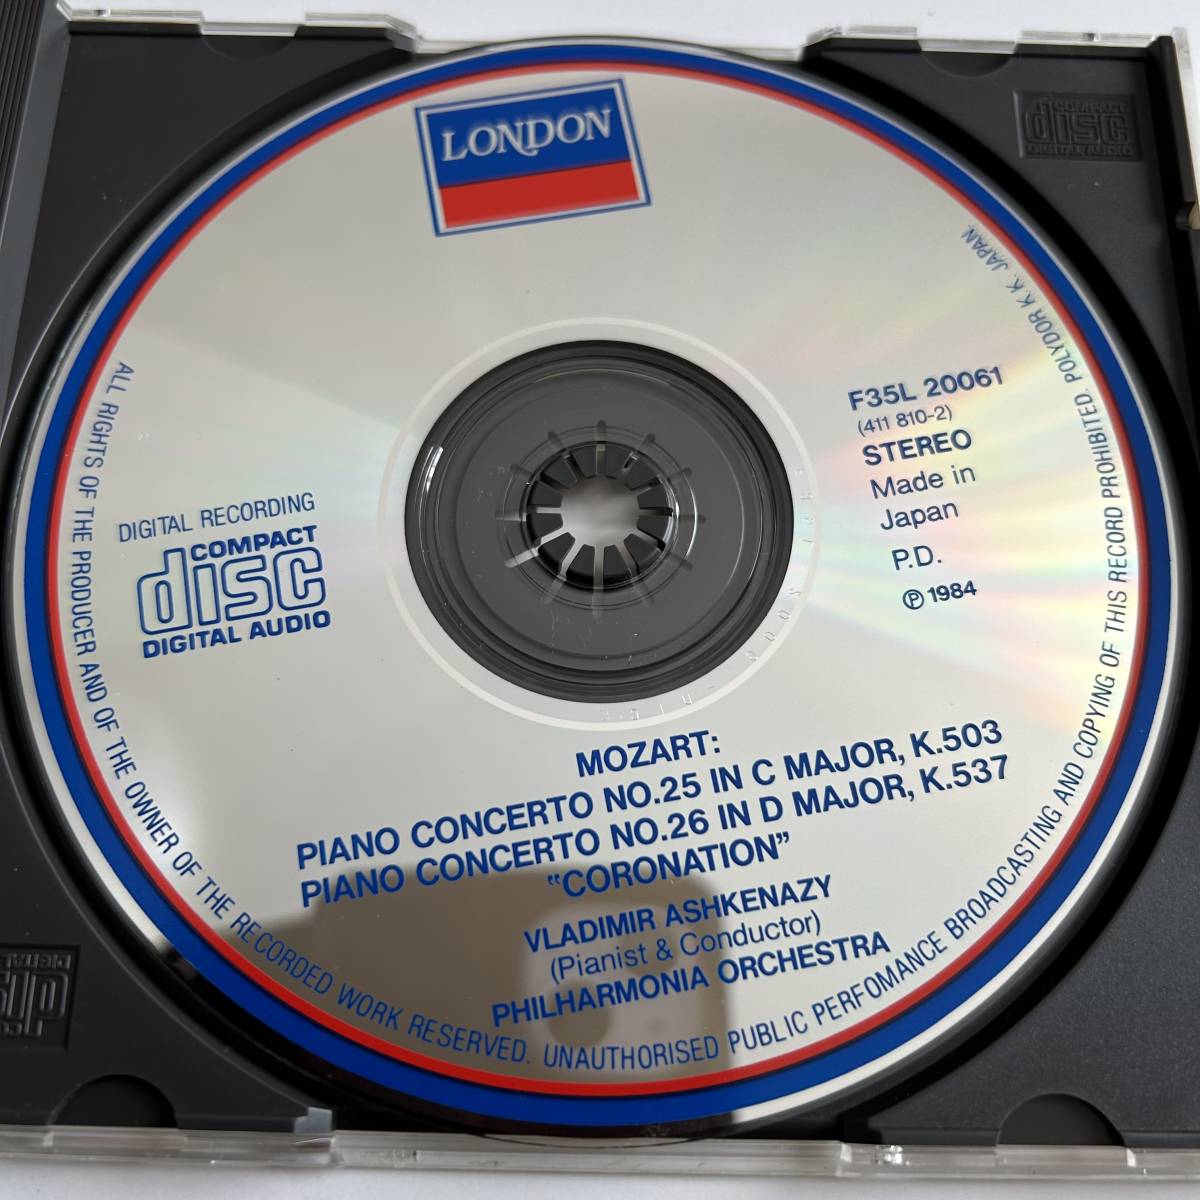 LONDON
F35L 20061
(411 810-2)
STEREO
Made in
Japan
P.D.
℗ 1984
DIGITAL RECORDING
COMPACT
disc
DIGITAL AUDIO
MOZART:
PIANO CONCERTO NO.25 IN C MAJOR, K.503
PIANO CONCERTO NO.26 IN D MAJOR, K.537
"CORONATION"
VLADIMIR ASHKENAZY
(Pianist & Conductor)
PHILHARMONIA ORCHESTRA
ALL RIGHTS OF THE PRODUCER AND OF THE OWNER OF THE RECORDED WORK RESERVED. UNAUTHORISED PUBLIC PERFOMANCE BROADCASTING AND COPYING OF THIS RECORD PROHIBITED. POLYDOR K.K. JAPAN.
COMPACT
disc
DIGITAL AUDIO